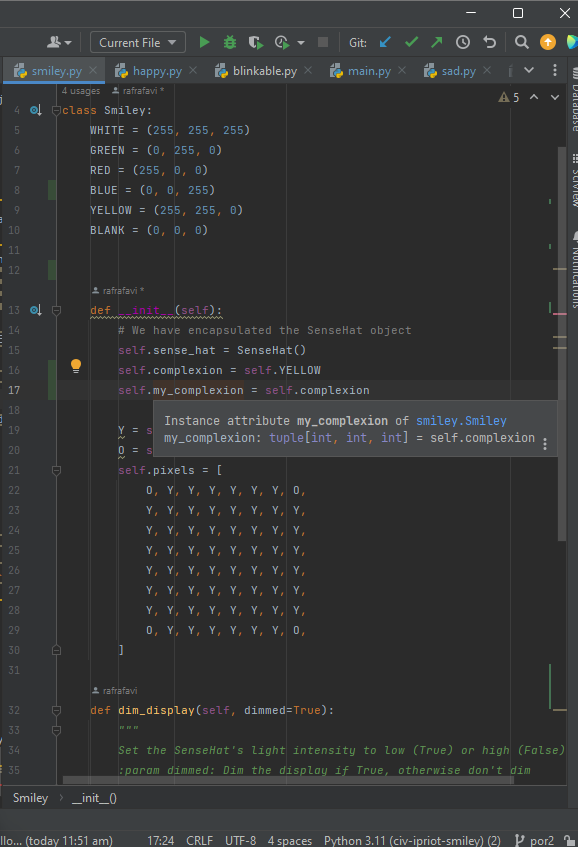 Current File
Git:
smiley.py
happy.py
blinkable.py
main.py
sad.py
4 usages rafrafavi *
5
4 class Smiley:
5 WHITE = (255, 255, 255)
6 GREEN = (0, 255, 0)
7 RED = (255, 0, 0)
8 BLUE = (0, 0, 255)
9 YELLOW = (255, 255, 0)
10 BLANK = (0, 0, 0)
11
12
rafrafavi *
13 def __init__(self):
14 # We have encapsulated the SenseHat object
15 self.sense_hat = SenseHat()
16 self.complexion = self.YELLOW
17 self.my_complexion = self.complexion
18
Instance attribute my_complexion of smiley.Smiley
my_complexion: tuple[int, int, int] = self.complexion
19 Y = s
20 O = s
21 self.pixels = [
22 O, Y, Y, Y, Y, Y, Y, O,
23 Y, Y, Y, Y, Y, Y, Y, Y,
24 Y, Y, Y, Y, Y, Y, Y, Y,
25 Y, Y, Y, Y, Y, Y, Y, Y,
26 Y, Y, Y, Y, Y, Y, Y, Y,
27 Y, Y, Y, Y, Y, Y, Y, Y,
28 Y, Y, Y, Y, Y, Y, Y, Y,
29 O, Y, Y, Y, Y, Y, Y, O,
30 ]
31
rafrafavi
32 def dim_display(self, dimmed=True):
33 """
34 Set the SenseHat's light intensity to low (True) or high (False)
35 :param dimmed: Dim the display if True, otherwise don't dim
Database
SciView
Notifications
Smiley > __init__()
llo... (today 11:51 am) 17:24 CRLF UTF-8 4 spaces Python 3.11 (civ-ipriot-smiley) (2) por2